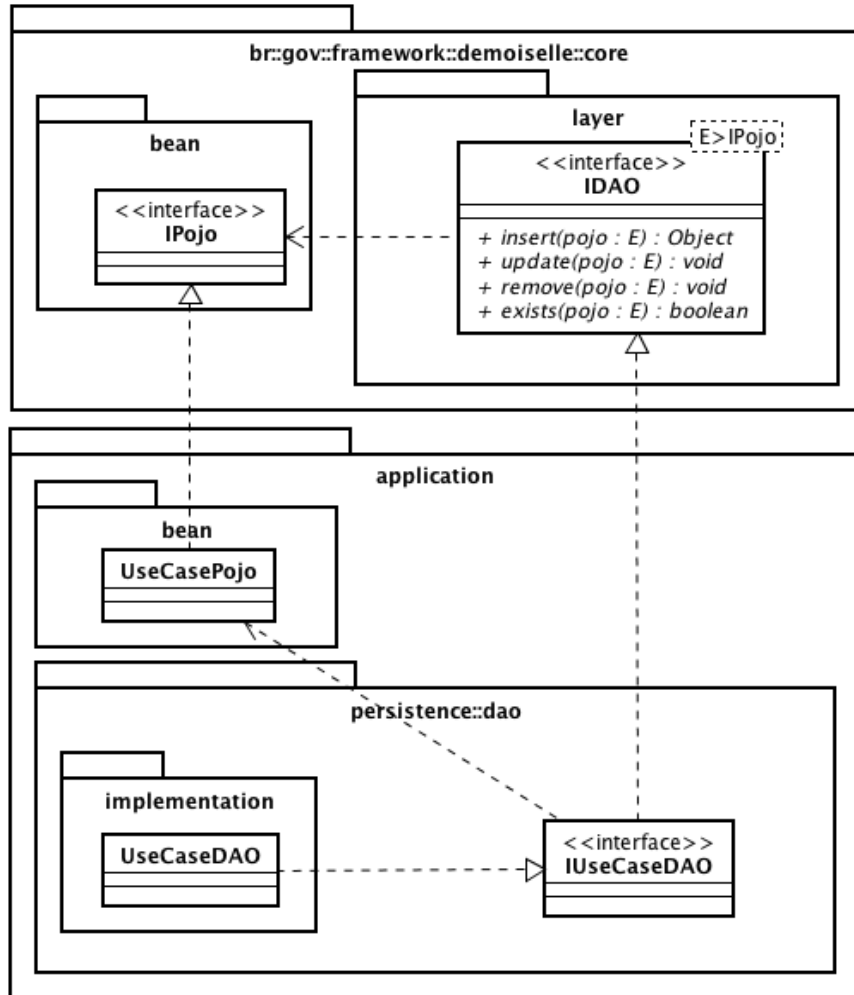 br::gov::framework::demoiselle::core
bean
<<interface>>
IPojo
layer
E>IPojo
<<interface>>
IDAO
+ insert(pojo : E) : Object
+ update(pojo : E) : void
+ remove(pojo : E) : void
+ exists(pojo : E) : boolean
application
bean
UseCasePojo
persistence::dao
implementation
UseCaseDAO
<<interface>>
IUseCaseDAO